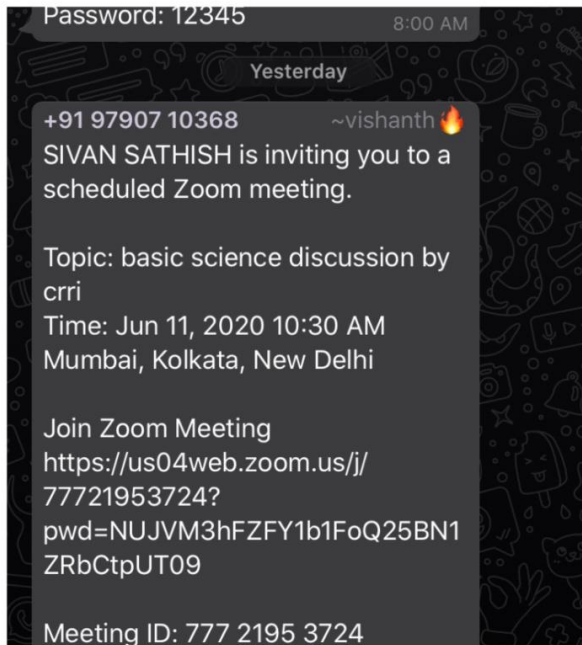 Password: 12345
8:00 AM
Yesterday
+91 97907 10368 ~vishanth🔥
SIVAN SATHISH is inviting you to a
scheduled Zoom meeting.
Topic: basic science discussion by
crri
Time: Jun 11, 2020 10:30 AM
Mumbai, Kolkata, New Delhi
Join Zoom Meeting
https://us04web.zoom.us/j/
77721953724?
pwd=NUJVM3hFZFY1b1FoQ25BN1
ZRbCtpUT09
Meeting ID: 777 2195 3724